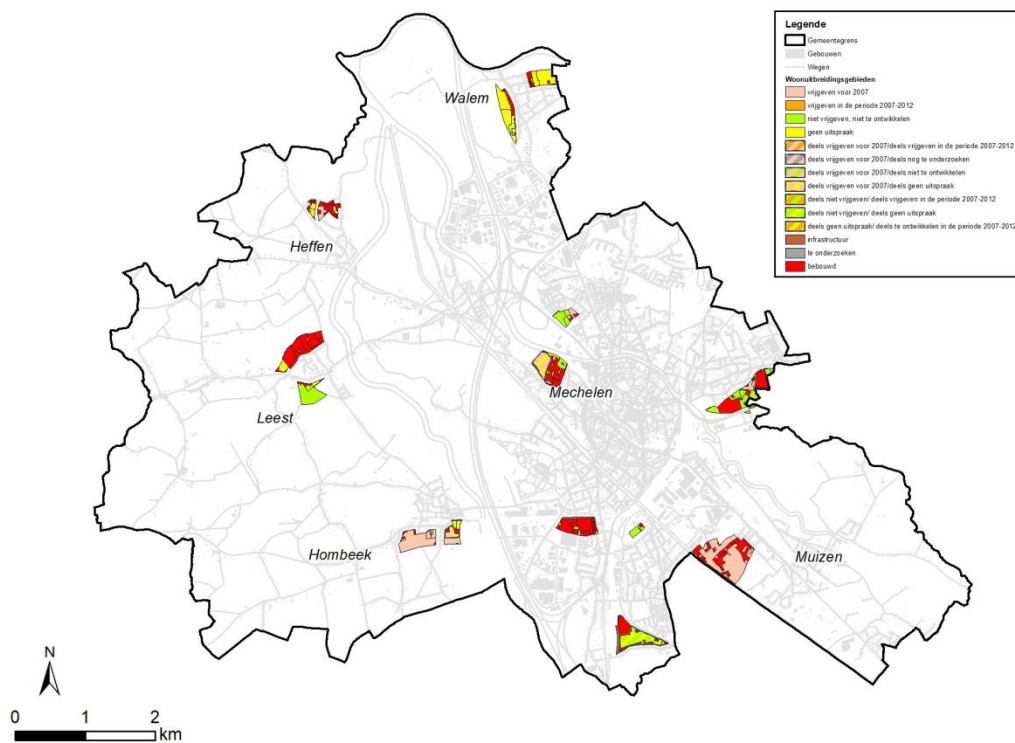 Legende
Gemeentegrens
Gebouwen
Wegen
Woonuitbreidingsgebieden
vrijgeven voor 2007
vrijgeven in de periode 2007-2012
niet vrijgeven, niet te ontwikkelen
geen uitspraak
deels vrijgeven voor 2007/deels vrijgeven in de periode 2007-2012
deels vrijgeven voor 2007/deels nog te onderzoeken
deels vrijgeven voor 2007/deels niet te ontwikkelen
deels vrijgeven voor 2007/deels geen uitspraak
deels niet vrijgeven/ deels vrijgeven in de periode 2007-2012
deels niet vrijgeven/ deels geen uitspraak
deels geen uitspraak/ deels te ontwikkelen in de periode 2007-2012
infrastructuur
te onderzoeken
bebouwd
Walem
Heffen
Mechelen
Leest
Hombeek
Muizen
N
0 1 2
km